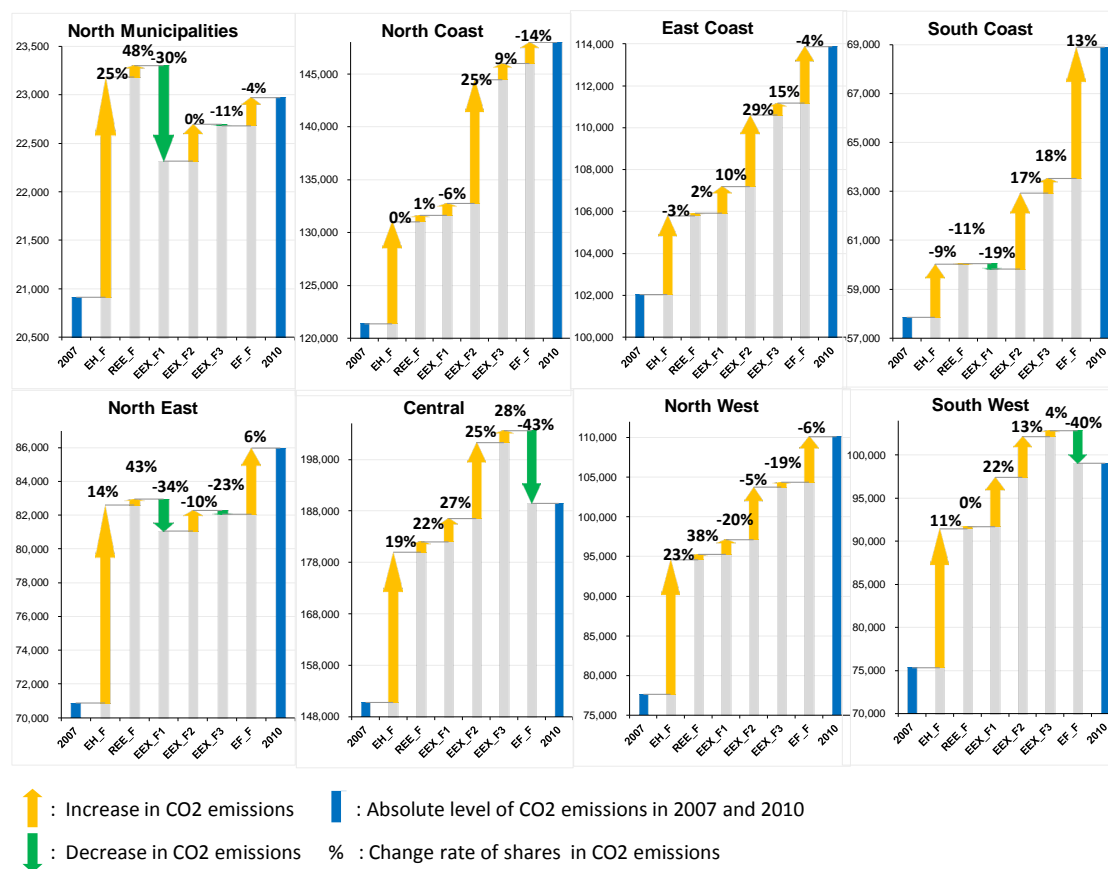 North Municipalities
23,500
23,000
22,500
22,000
21,500
21,000
20,500
25%
48%
-30%
0%
-11%
-4%
2007
EH_F
REE_F
EEX_F1
EEX_F2
EEX_F3
EF_F
2010
North Coast
145,000
140,000
135,000
130,000
125,000
120,000
0%
1%
-6%
25%
9%
-14%
2007
EH_F
REE_F
EEX_F1
EEX_F2
EEX_F3
EF_F
2010
East Coast
114,000
112,000
110,000
108,000
106,000
104,000
102,000
100,000
-3%
2%
10%
29%
15%
-4%
2007
EH_F
REE_F
EEX_F1
EEX_F2
EEX_F3
EF_F
2010
South Coast
69,000
67,000
65,000
63,000
61,000
59,000
57,000
-9%
-11%
-19%
17%
18%
13%
2007
EH_F
REE_F
EEX_F1
EEX_F2
EEX_F3
EF_F
2010
North East
86,000
84,000
82,000
80,000
78,000
76,000
74,000
72,000
70,000
14%
43%
-34%
-10%
-23%
6%
2007
EH_F
REE_F
EEX_F1
EEX_F2
EEX_F3
EF_F
2010
Central
198,000
188,000
178,000
168,000
158,000
148,000
19%
22%
27%
25%
28%
-43%
2007
EH_F
REE_F
EEX_F1
EEX_F2
EEX_F3
EF_F
2010
North West
110,000
105,000
100,000
95,000
90,000
85,000
80,000
75,000
23%
38%
-20%
-5%
-19%
-6%
2007
EH_F
REE_F
EEX_F1
EEX_F2
EEX_F3
EF_F
2010
South West
100,000
95,000
90,000
85,000
80,000
75,000
70,000
11%
0%
22%
13%
4%
-40%
2007
EH_F
REE_F
EEX_F1
EEX_F2
EEX_F3
EF_F
2010
: Increase in CO2 emissions
: Absolute level of CO2 emissions in 2007 and 2010
: Decrease in CO2 emissions
% : Change rate of shares in CO2 emissions